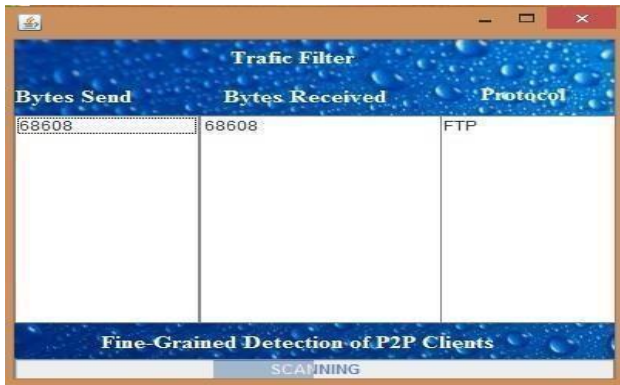 Trafic Filter
Bytes Send Bytes Received Protocol
68608 68608 FTP
Fine-Grained Detection of P2P Clients
SCANNING